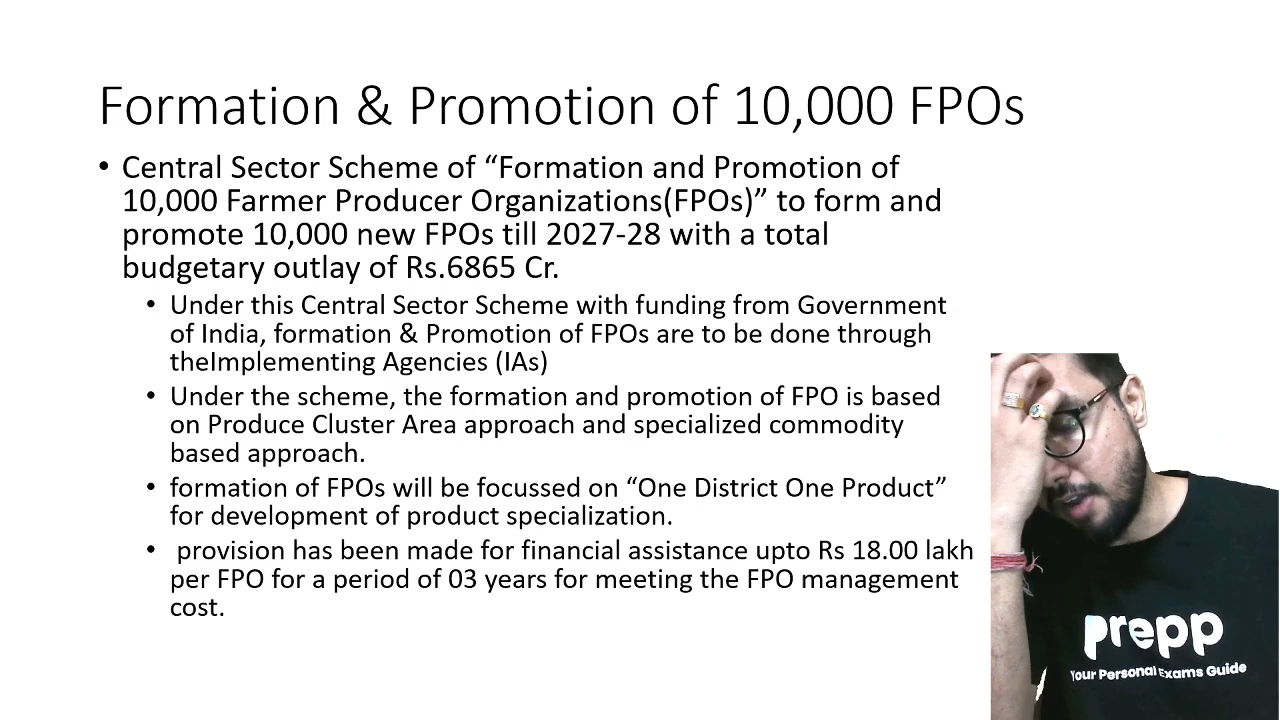 Formation & Promotion of 10,000 FPOs
• Central Sector Scheme of “Formation and Promotion of
10,000 Farmer Producer Organizations(FPOs)” to form and
promote 10,000 new FPOs till 2027-28 with a total
budgetary outlay of Rs.6865 Cr.
• Under this Central Sector Scheme with funding from Government
of India, formation & Promotion of FPOs are to be done through
theImplementing Agencies (IAs)
• Under the scheme, the formation and promotion of FPO is based
on Produce Cluster Area approach and specialized commodity
based approach.
• formation of FPOs will be focussed on “One District One Product”
for development of product specialization.
• provision has been made for financial assistance upto Rs 18.00 lakh
per FPO for a period of 03 years for meeting the FPO management
cost.
prepp
Your Personal Exams Guide